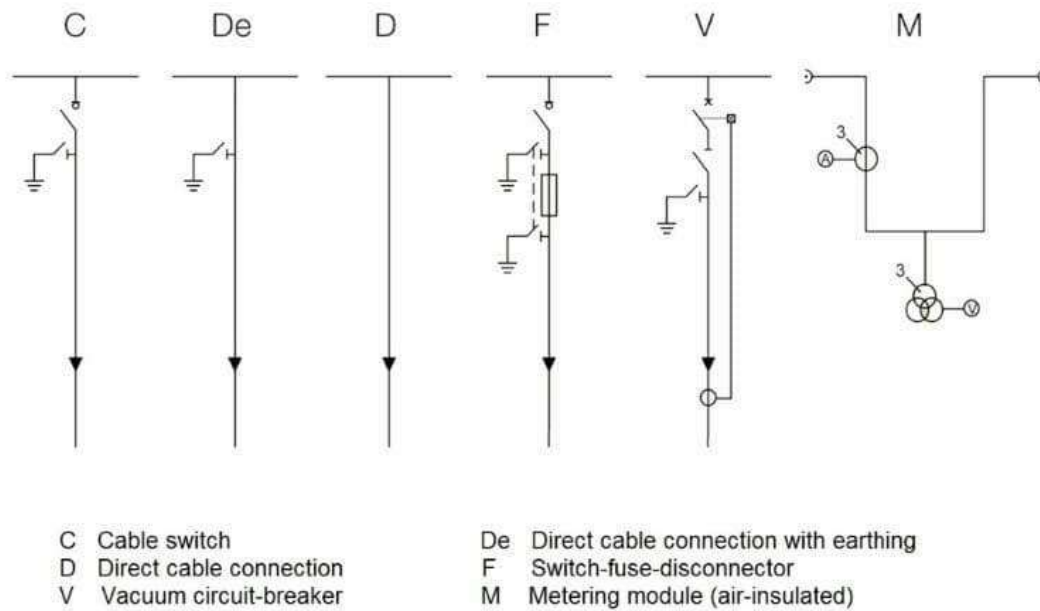 C De D F V M
3
A
3
V
C Cable switch
De Direct cable connection with earthing
D Direct cable connection
F Switch-fuse-disconnector
V Vacuum circuit-breaker
M Metering module (air-insulated)